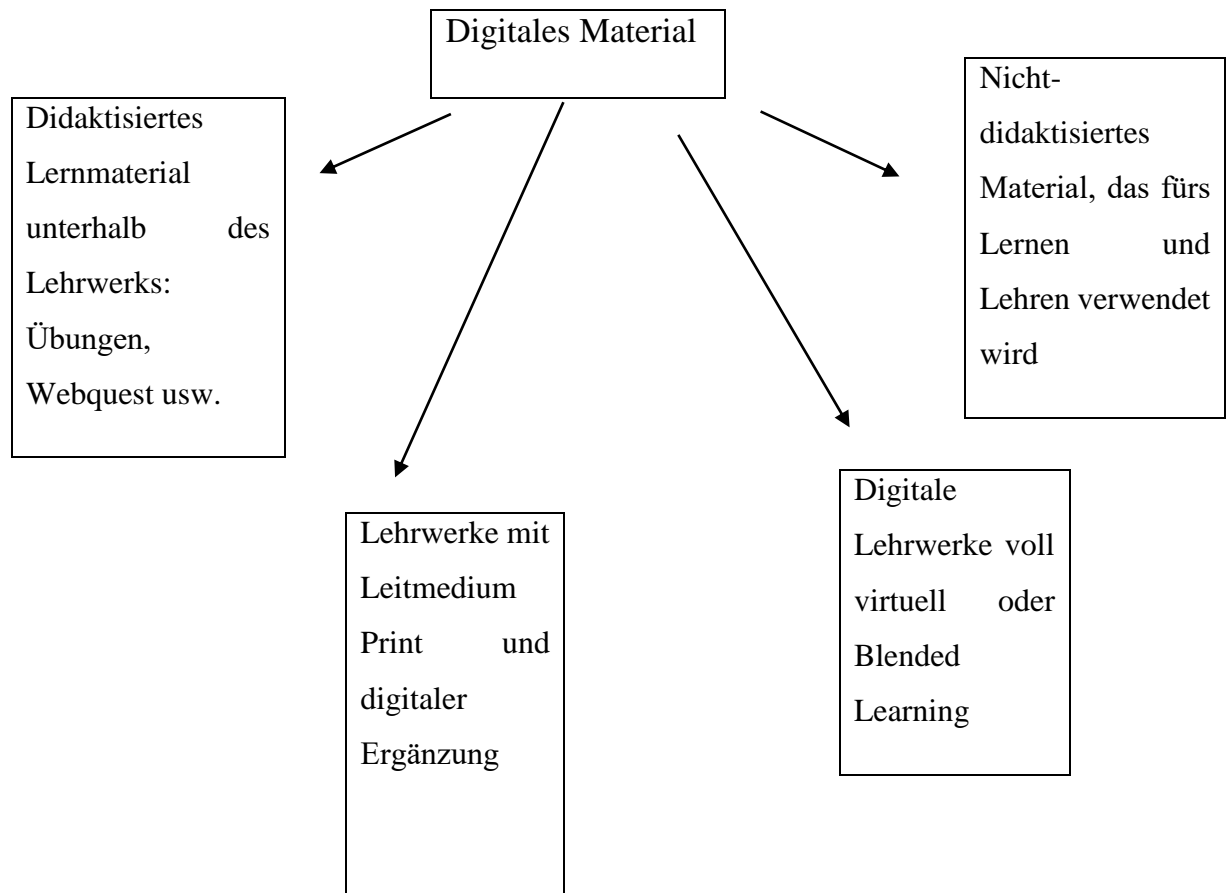 Digitales Material
Didaktisiertes
Lernmaterial
unterhalb des
Lehrwerks:
Übungen,
Webquest usw.
Lehrwerke mit
Leitmedium
Print und
digitaler
Ergänzung
Digitale
Lehrwerke voll
virtuell oder
Blended
Learning
Nicht-
didaktisiertes
Material, das fürs
Lernen und
Lehren verwendet
wird